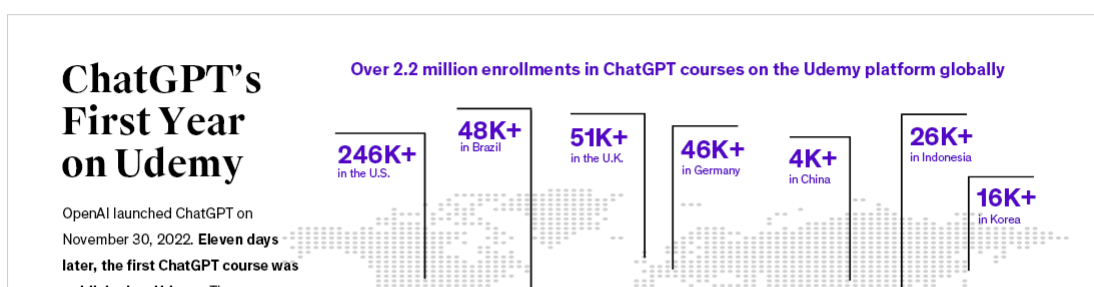 ChatGPT's
First Year
on Udemy
OpenAI launched ChatGPT on
November 30, 2022. Eleven days
later, the first ChatGPT course was
Over 2.2 million enrollments in ChatGPT courses on the Udemy platform globally
246K+
in the U.S.
48K+
in Brazil
51K+
in the U.K.
46K+
in Germany
4K+
in China
26K+
in Indonesia
16K+
in Korea